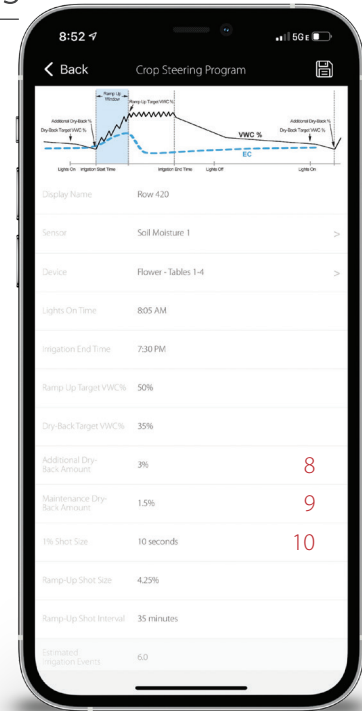 g
8:52
5G E
Back
Crop Steering Program
Ramp Up
Window
Ramp Up Target VWC %
Additional Dry-Back %
Dry-Back Target VWC %
VWC %
EC
Additional Dry-Back %
Dry-Back Target VWC %
Lights On
Irrigation Start Time
Irrigation End Time
Lights Off
Lights On
Display Name
Row 420
Sensor
Soil Moisture 1
>
Device
Flower - Tables 1-4
>
Lights On Time
8:05 AM
Irrigation End Time
7:30 PM
Ramp Up Target VWC%
50%
Dry-Back Target VWC%
35%
Additional Dry-
Back Amount
3%
8
Maintenance Dry-
Back Amount
1.5%
9
1% Shot Size
10 seconds
10
Ramp-Up Shot Size
4.25%
Ramp-Up Shot Interval
35 minutes
Estimated
Irrigation Events
6.0